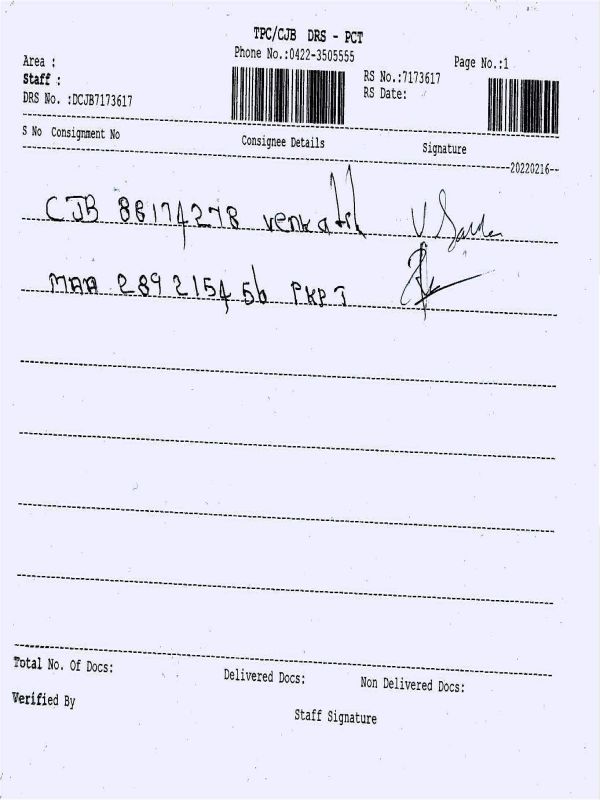 TPC/CJB DRS - PCT
Phone No.:0422-3505555
Page No.:1
Area :
Staff :
RS No.:7173617
DRS No. :DCJB7173617
RS Date:
S No Consignment No Consignee Details Signature
20220216
CJB 88174278 Venkat
MAA 289215456 PKPT
Total No. Of Docs: Delivered Docs: Non Delivered Docs:
Verified By
Staff Signature